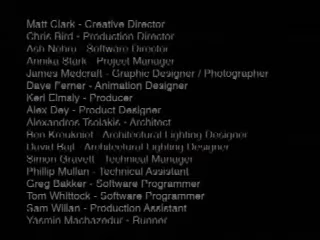 Matt Clark - Creative Director
Chris Bird - Production Director
Ash Nehru - Software Director
Annika Stark - Project Manager
James Medcraft - Graphic Designer / Photographer
Dave Ferner - Animation Designer
Keri Elmsly - Producer
Alex Day - Product Designer
Alexandros Tsolakis - Architect
Ben Kreukniet - Architectural Lighting Designer
David Bajt - Architectural Lighting Designer
Simon Gravett - Technical Manager
Phillip Mullan - Technical Assistant
Greg Bakker - Software Programmer
Tom Whittock - Software Programmer
Sam Willan - Production Assistant
Yasmin - Runner